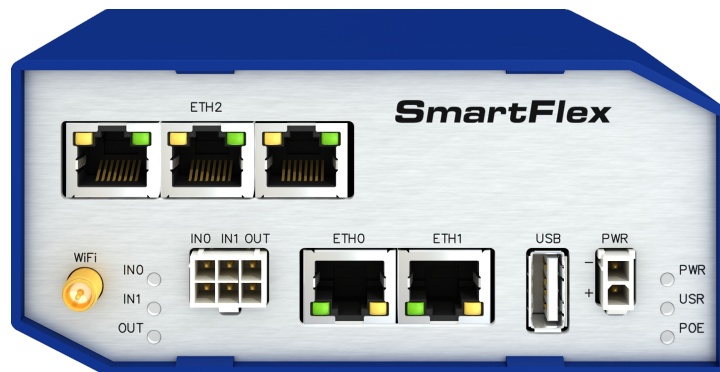 ETH2
SmartFlex
WiFi
IN0
IN1
OUT
IN0 IN1 OUT
ETH0
ETH1
USB
PWR
−
+
PWR
USR
POE